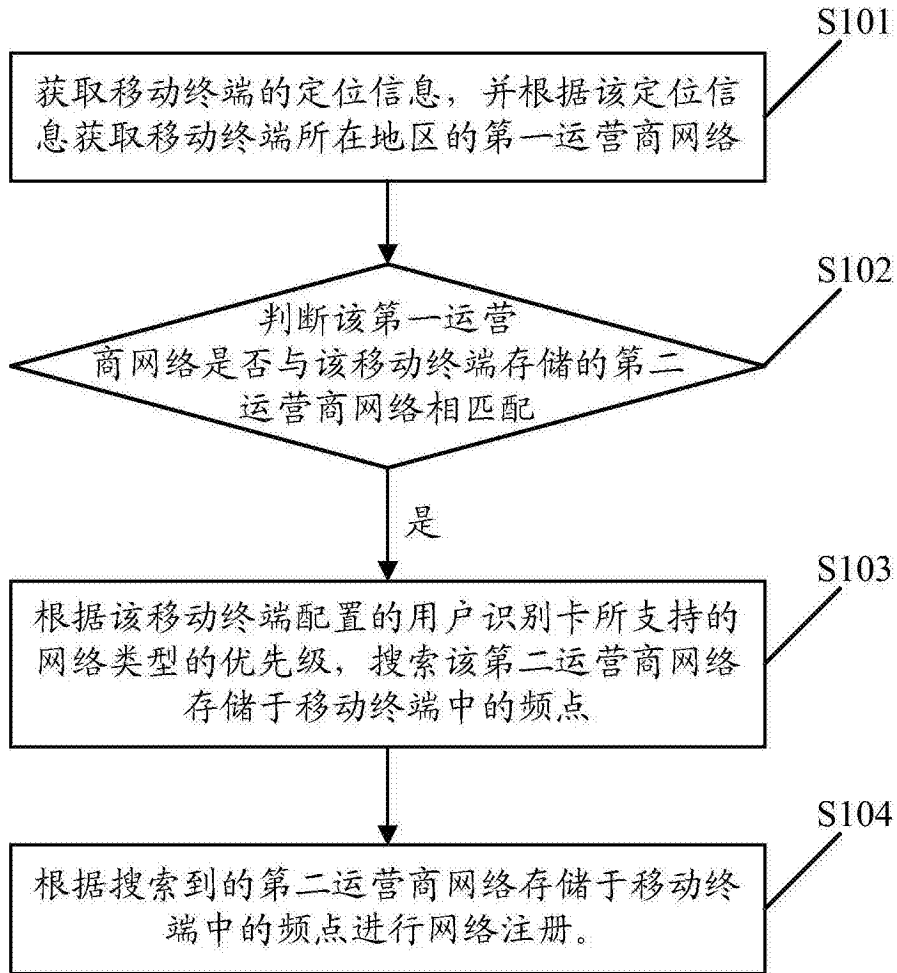 S101
获取移动终端的定位信息，并根据该定位信
息获取移动终端所在地区的第一运营商网络
S102
判断该第一运营
商网络是否与该移动终端存储的第二
运营商网络相匹配
是
S103
根据该移动终端配置的用户识别卡所支持的
网络类型的优先级，搜索该第二运营商网络
存储于移动终端中的频点
S104
根据搜索到的第二运营商网络存储于移动终
端中的频点进行网络注册。